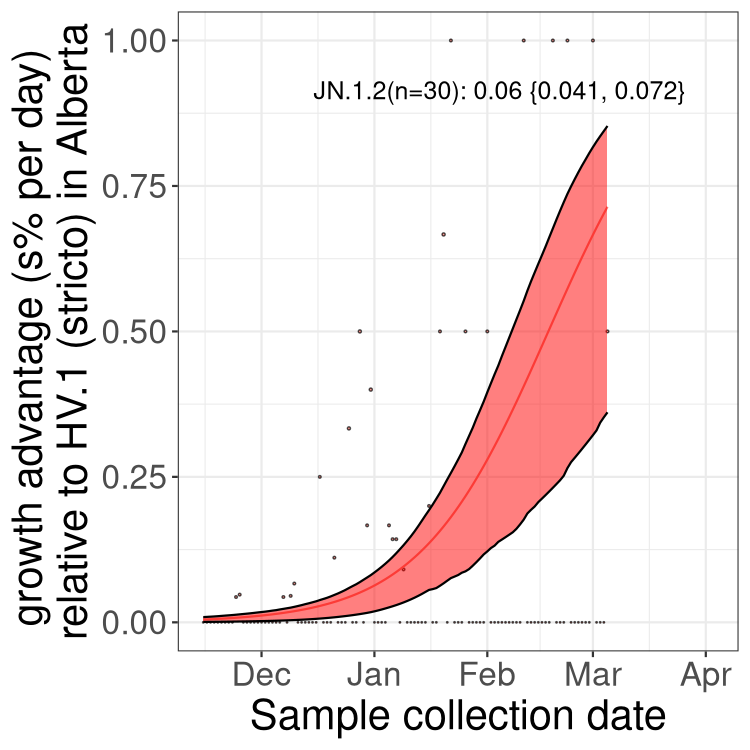 growth advantage (s% per day)
relative to HV.1 (stricto) in Alberta
1.00
0.75
0.50
0.25
0.00
JN.1.2(n=30): 0.06 {0.041, 0.072}
Dec Jan Feb Mar Apr
Sample collection date